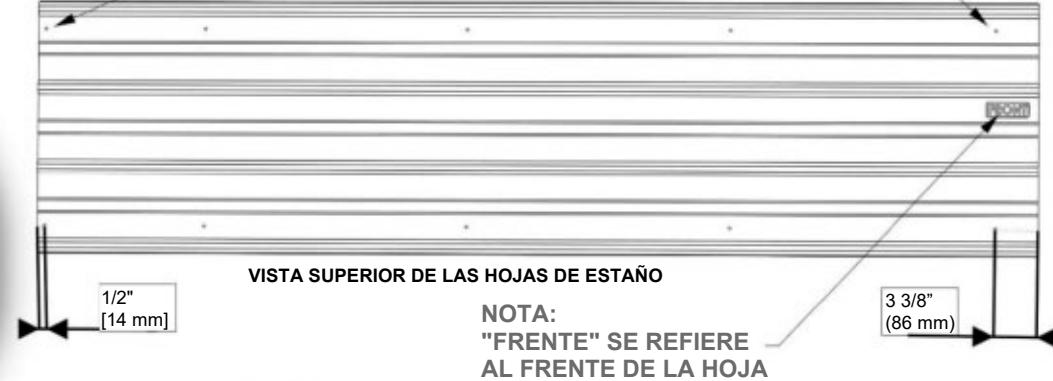 FRONT
VISTA SUPERIOR DE LAS HOJAS DE ESTAÑO
1/2"
[14 mm]
NOTA:
"FRENTE" SE REFIERE
AL FRENTE DE LA HOJA
3 3/8”
(86 mm)